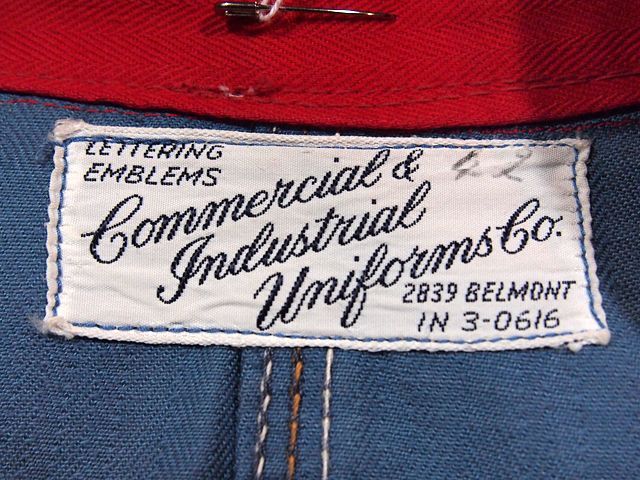 LETTERING
EMBLEMS
42
Commercial &
Industrial
Uniforms Co.
2839 BELMONT
IN 3-0616